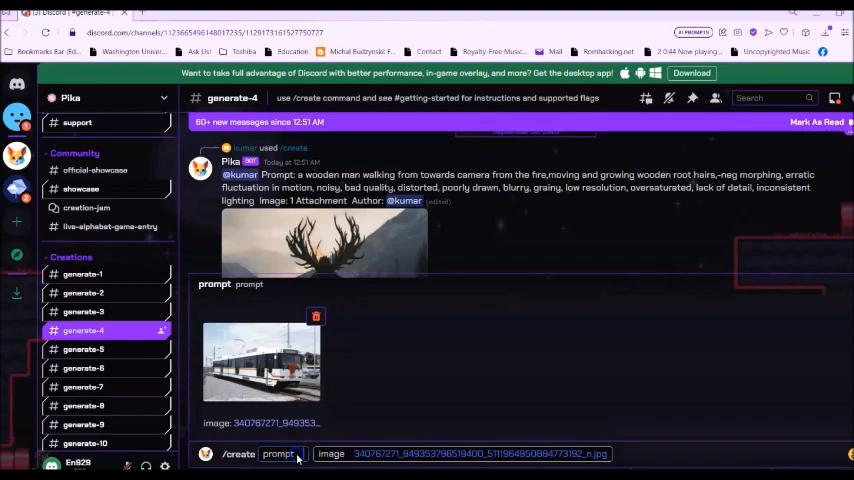 Discord | #generate-4
discord.com/channels/1123665496148017235/1129173161527750727
AI PROMPTS
Bookmarks Bar (Ed...
Washington Univer...
Ask Us!
Toshiba
Education
Michal Budzynski: F...
Contact
Royalty-Free Music...
Mail
Romhacking.net
2 0:44 Now playing...
Uncopyrighted Music
Want to take full advantage of Discord with better performance, in-game overlay, and more? Get the desktop app!
Download
Pika
generate-4
use /create command and see #getting-started for instructions and supported flags
Search
60+ new messages since 12:51 AM
Mark As Read
support
Community
official-showcase
showcase
creation-jam
live-alphabet-game-entry
Creations
generate-1
generate-2
generate-3
generate-4
generate-5
generate-6
generate-7
generate-8
generate-9
generate-10
En929
kumar used /create
Pika BOT Today at 12:51 AM
@kumar Prompt: a wooden man walking from towards camera from the fire,moving and growing wooden root hairs,-neg morphing, erratic
fluctuation in motion, noisy, bad quality, distorted, poorly drawn, blurry, grainy, low resolution, oversaturated, lack of detail, inconsistent
lighting Image: 1 Attachment Author: @kumar (edited)
prompt prompt
image: 340767271_949353...
/create prompt image 340767271_949353796519400_5111964950884773192_n.jpg
1
2